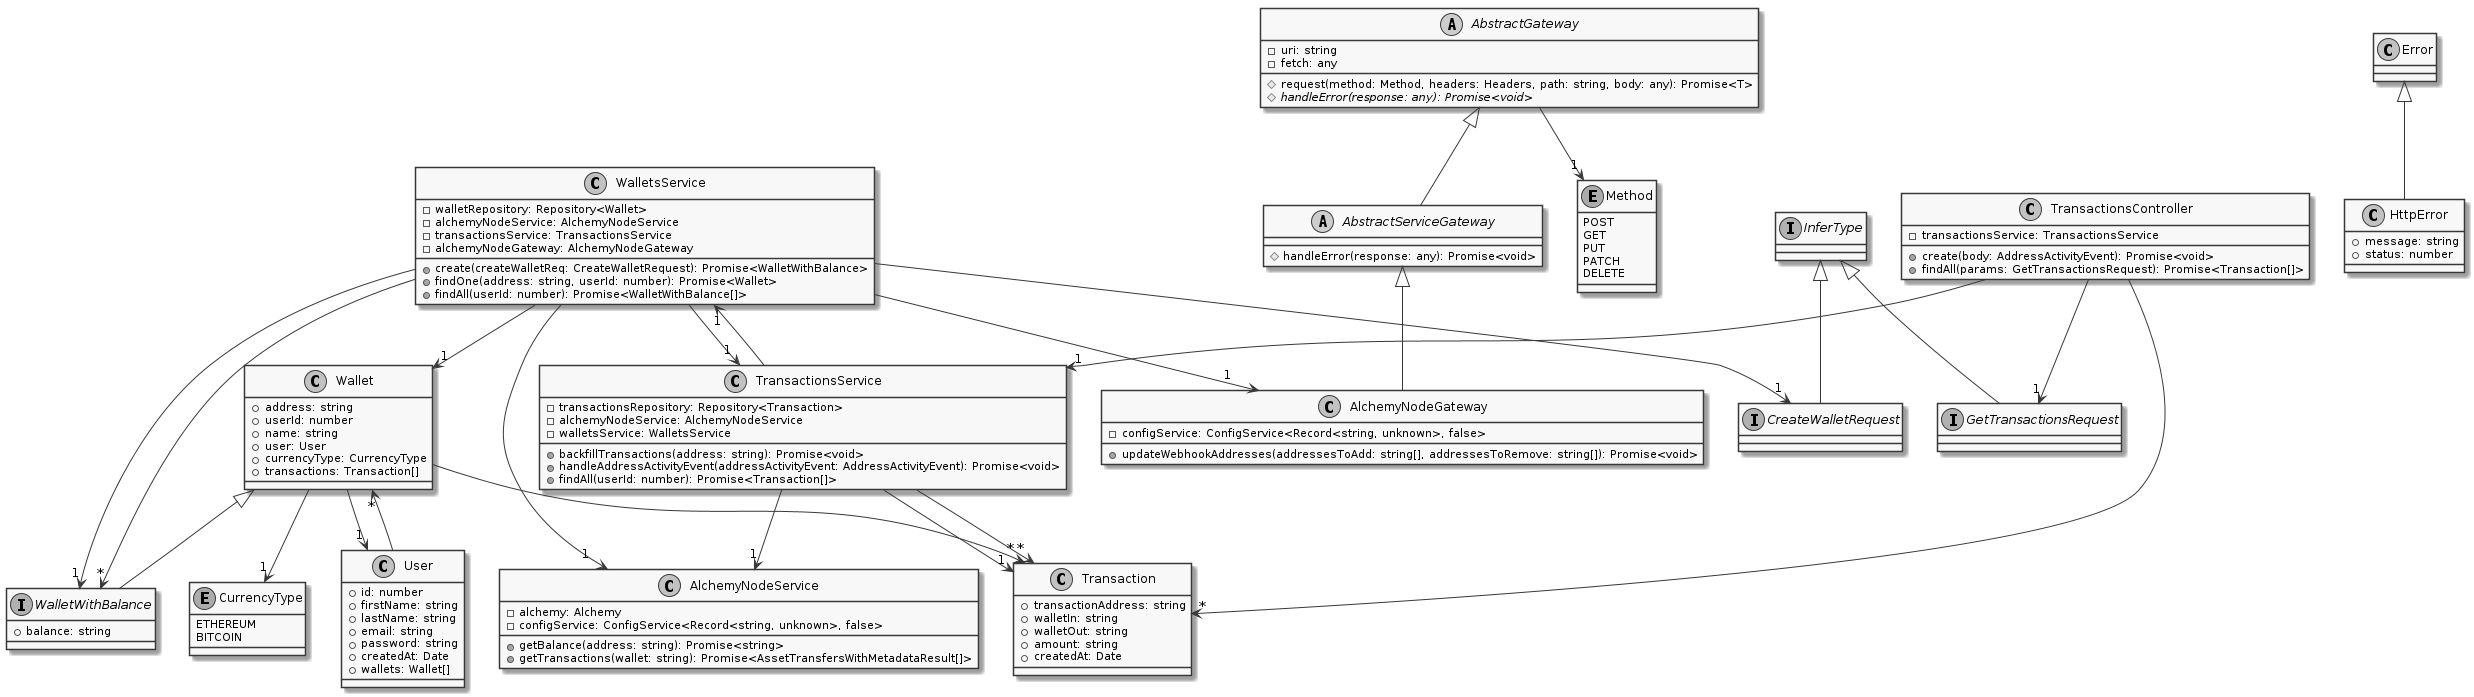 A AbstractGateway
uri: string
fetch: any
request(method: Method, headers: Headers, path: string, body: any): Promise<T>
handleError(response: any): Promise<void>
C Error
C WalletsService
walletRepository: Repository<Wallet>
alchemyNodeService: AlchemyNodeService
transactionsService: TransactionsService
alchemyNodeGateway: AlchemyNodeGateway
create(createWalletReq: CreateWalletRequest): Promise<WalletWithBalance>
findOne(address: string, userId: number): Promise<Wallet>
findAll(userId: number): Promise<WalletWithBalance[]>
A AbstractServiceGateway
handleError(response: any): Promise<void>
1
E Method
POST
GET
PUT
PATCH
DELETE
I InferType
C TransactionsController
transactionsService: TransactionsService
create(body: AddressActivityEvent): Promise<void>
findAll(params: GetTransactionsRequest): Promise<Transaction[]>
C HttpError
message: string
status: number
1
1
1
1
1
1
1
C Wallet
address: string
userId: number
name: string
user: User
currencyType: CurrencyType
transactions: Transaction[]
C TransactionsService
transactionsRepository: Repository<Transaction>
alchemyNodeService: AlchemyNodeService
walletsService: WalletsService
backfillTransactions(address: string): Promise<void>
handleAddressActivityEvent(addressActivityEvent: AddressActivityEvent): Promise<void>
findAll(userId: number): Promise<Transaction[]>
C AlchemyNodeGateway
configService: ConfigService<Record<string, unknown>, false>
updateWebhookAddresses(addressesToAdd: string[], addressesToRemove: string[]): Promise<void>
I CreateWalletRequest
I GetTransactionsRequest
1
*
1
1
*
1
1
1
*
*
*
I WalletWithBalance
balance: string
E CurrencyType
ETHEREUM
BITCOIN
C User
id: number
firstName: string
lastName: string
email: string
password: string
createdAt: Date
wallets: Wallet[]
C AlchemyNodeService
alchemy: Alchemy
configService: ConfigService<Record<string, unknown>, false>
getBalance(address: string): Promise<string>
getTransactions(wallet: string): Promise<AssetTransfersWithMetadataResult[]>
C Transaction
transactionAddress: string
walletIn: string
walletOut: string
amount: string
createdAt: Date